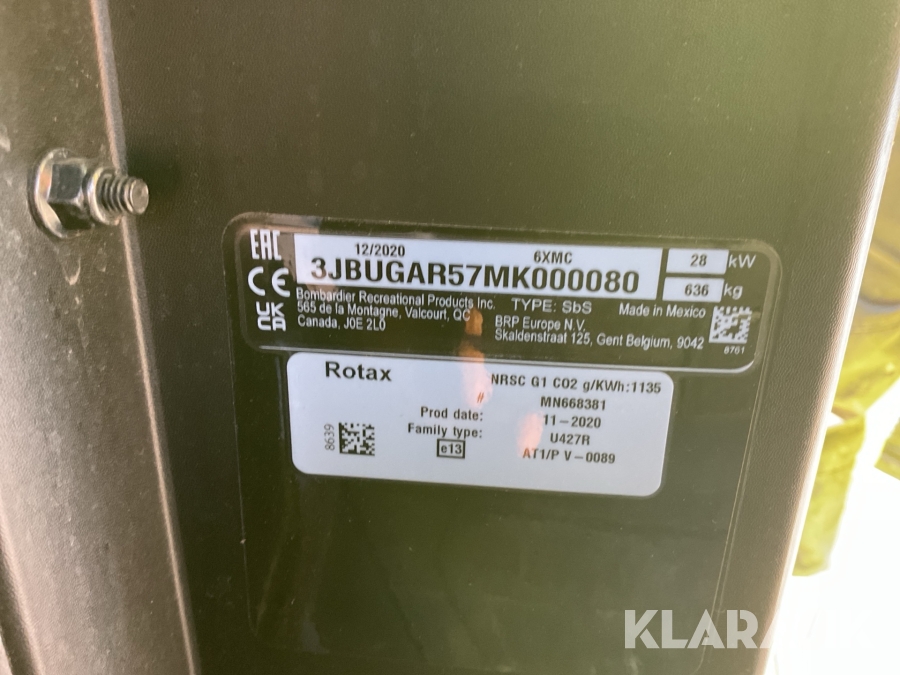 EAC
CE
UK
CA
12/2020 6XMC
3JBUGAR57MK000080
28 kW
636 kg
Bombardier Recreational Products Inc.
565 de la Montagne, Valcourt, QC
Canada, J0E 2L0
TYPE: SbS
Made in Mexico
BRP Europe N.V.
Skaldenstraat 125, Gent Belgium, 9042
8761
Rotax
NRSC G1 CO2 g/KWh:1135
# MN668381
Prod date: 11-2020
Family type: U427R
e13 AT1/P V-0089
8639